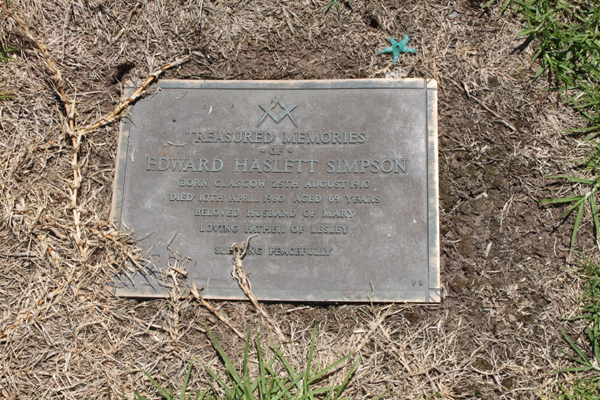 TREASURED MEMORIES
- OF -
EDWARD HASLETT SIMPSON
BORN GLASGOW 25TH AUGUST 1910
DIED 10TH APRIL 1980 AGED 69 YEARS
BELOVED HUSBAND OF MARY
LOVING FATHER OF LESLEY
SLEEPING PEACEFULLY